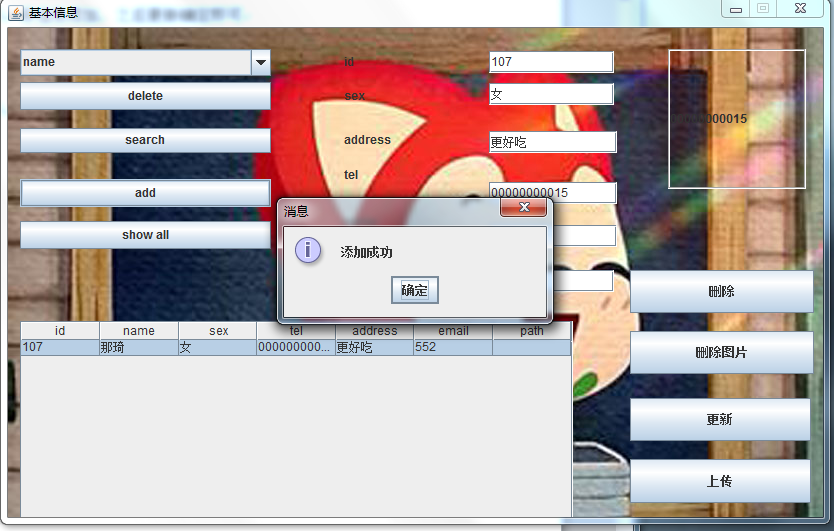 基本信息
name
id
107
delete
sex
女
000015
search
address
更好吃
tel
add
00000000015
show all
消息
添加成功
确定
删除
id name sex tel address email path
107 那琦 女 000000000... 更好吃 552
删除图片
更新
上传